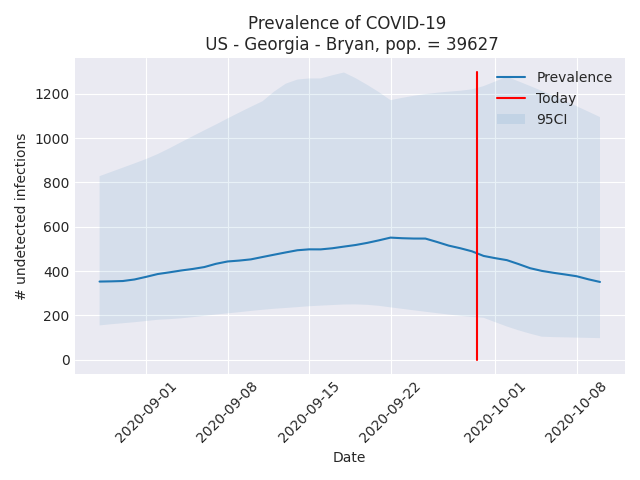 Prevalence of COVID-19
US - Georgia - Bryan, pop. = 39627
Prevalence
Today
95CI
# undetected infections
1200
1000
800
600
400
200
0
2020-09-01
2020-09-08
2020-09-15
2020-09-22
2020-10-01
2020-10-08
Date